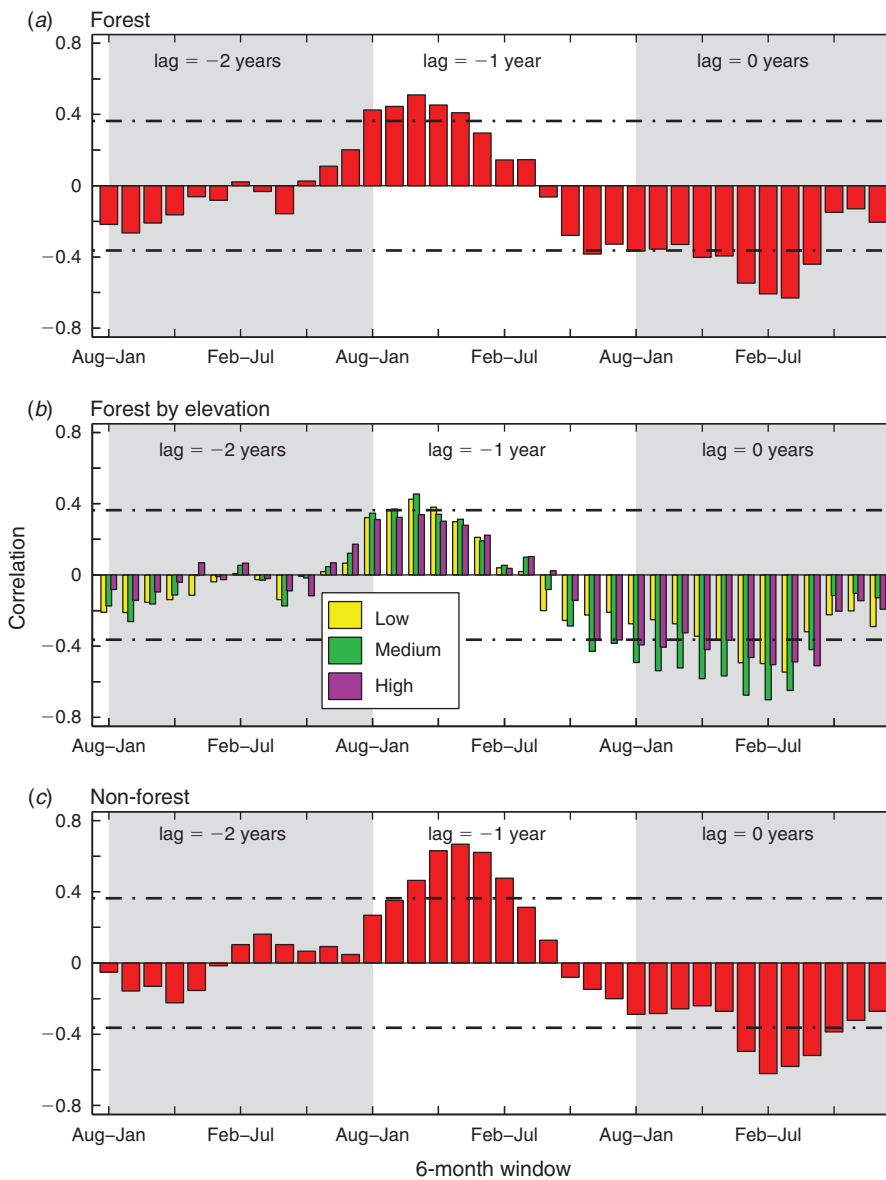 (a) Forest
0.8
lag = −2 years lag = −1 year lag = 0 years
0.4
0
−0.4
−0.8
Aug–Jan Feb–Jul Aug–Jan Feb–Jul Aug–Jan Feb–Jul
(b) Forest by elevation
0.8
lag = −2 years lag = −1 year lag = 0 years
0.4
0
Correlation
Low
Medium
High
−0.4
−0.8
Aug–Jan Feb–Jul Aug–Jan Feb–Jul Aug–Jan Feb–Jul
(c) Non-forest
0.8
lag = −2 years lag = −1 year lag = 0 years
0.4
0
−0.4
−0.8
Aug–Jan Feb–Jul Aug–Jan Feb–Jul Aug–Jan Feb–Jul
6-month window